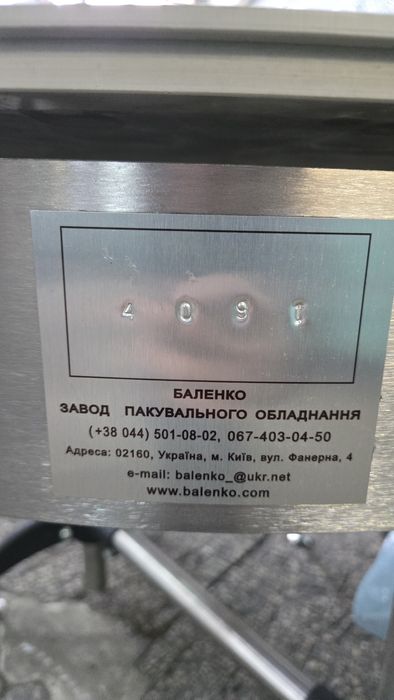 4 0 9 1
БАЛЕНКО
ЗАВОД ПАКУВАЛЬНОГО ОБЛАДНАННЯ
(+38 044) 501-08-02, 067-403-04-50
Адреса: 02160, Україна, м. Київ, вул. Фанерна, 4
e-mail: balenko_@ukr.net
www.balenko.com